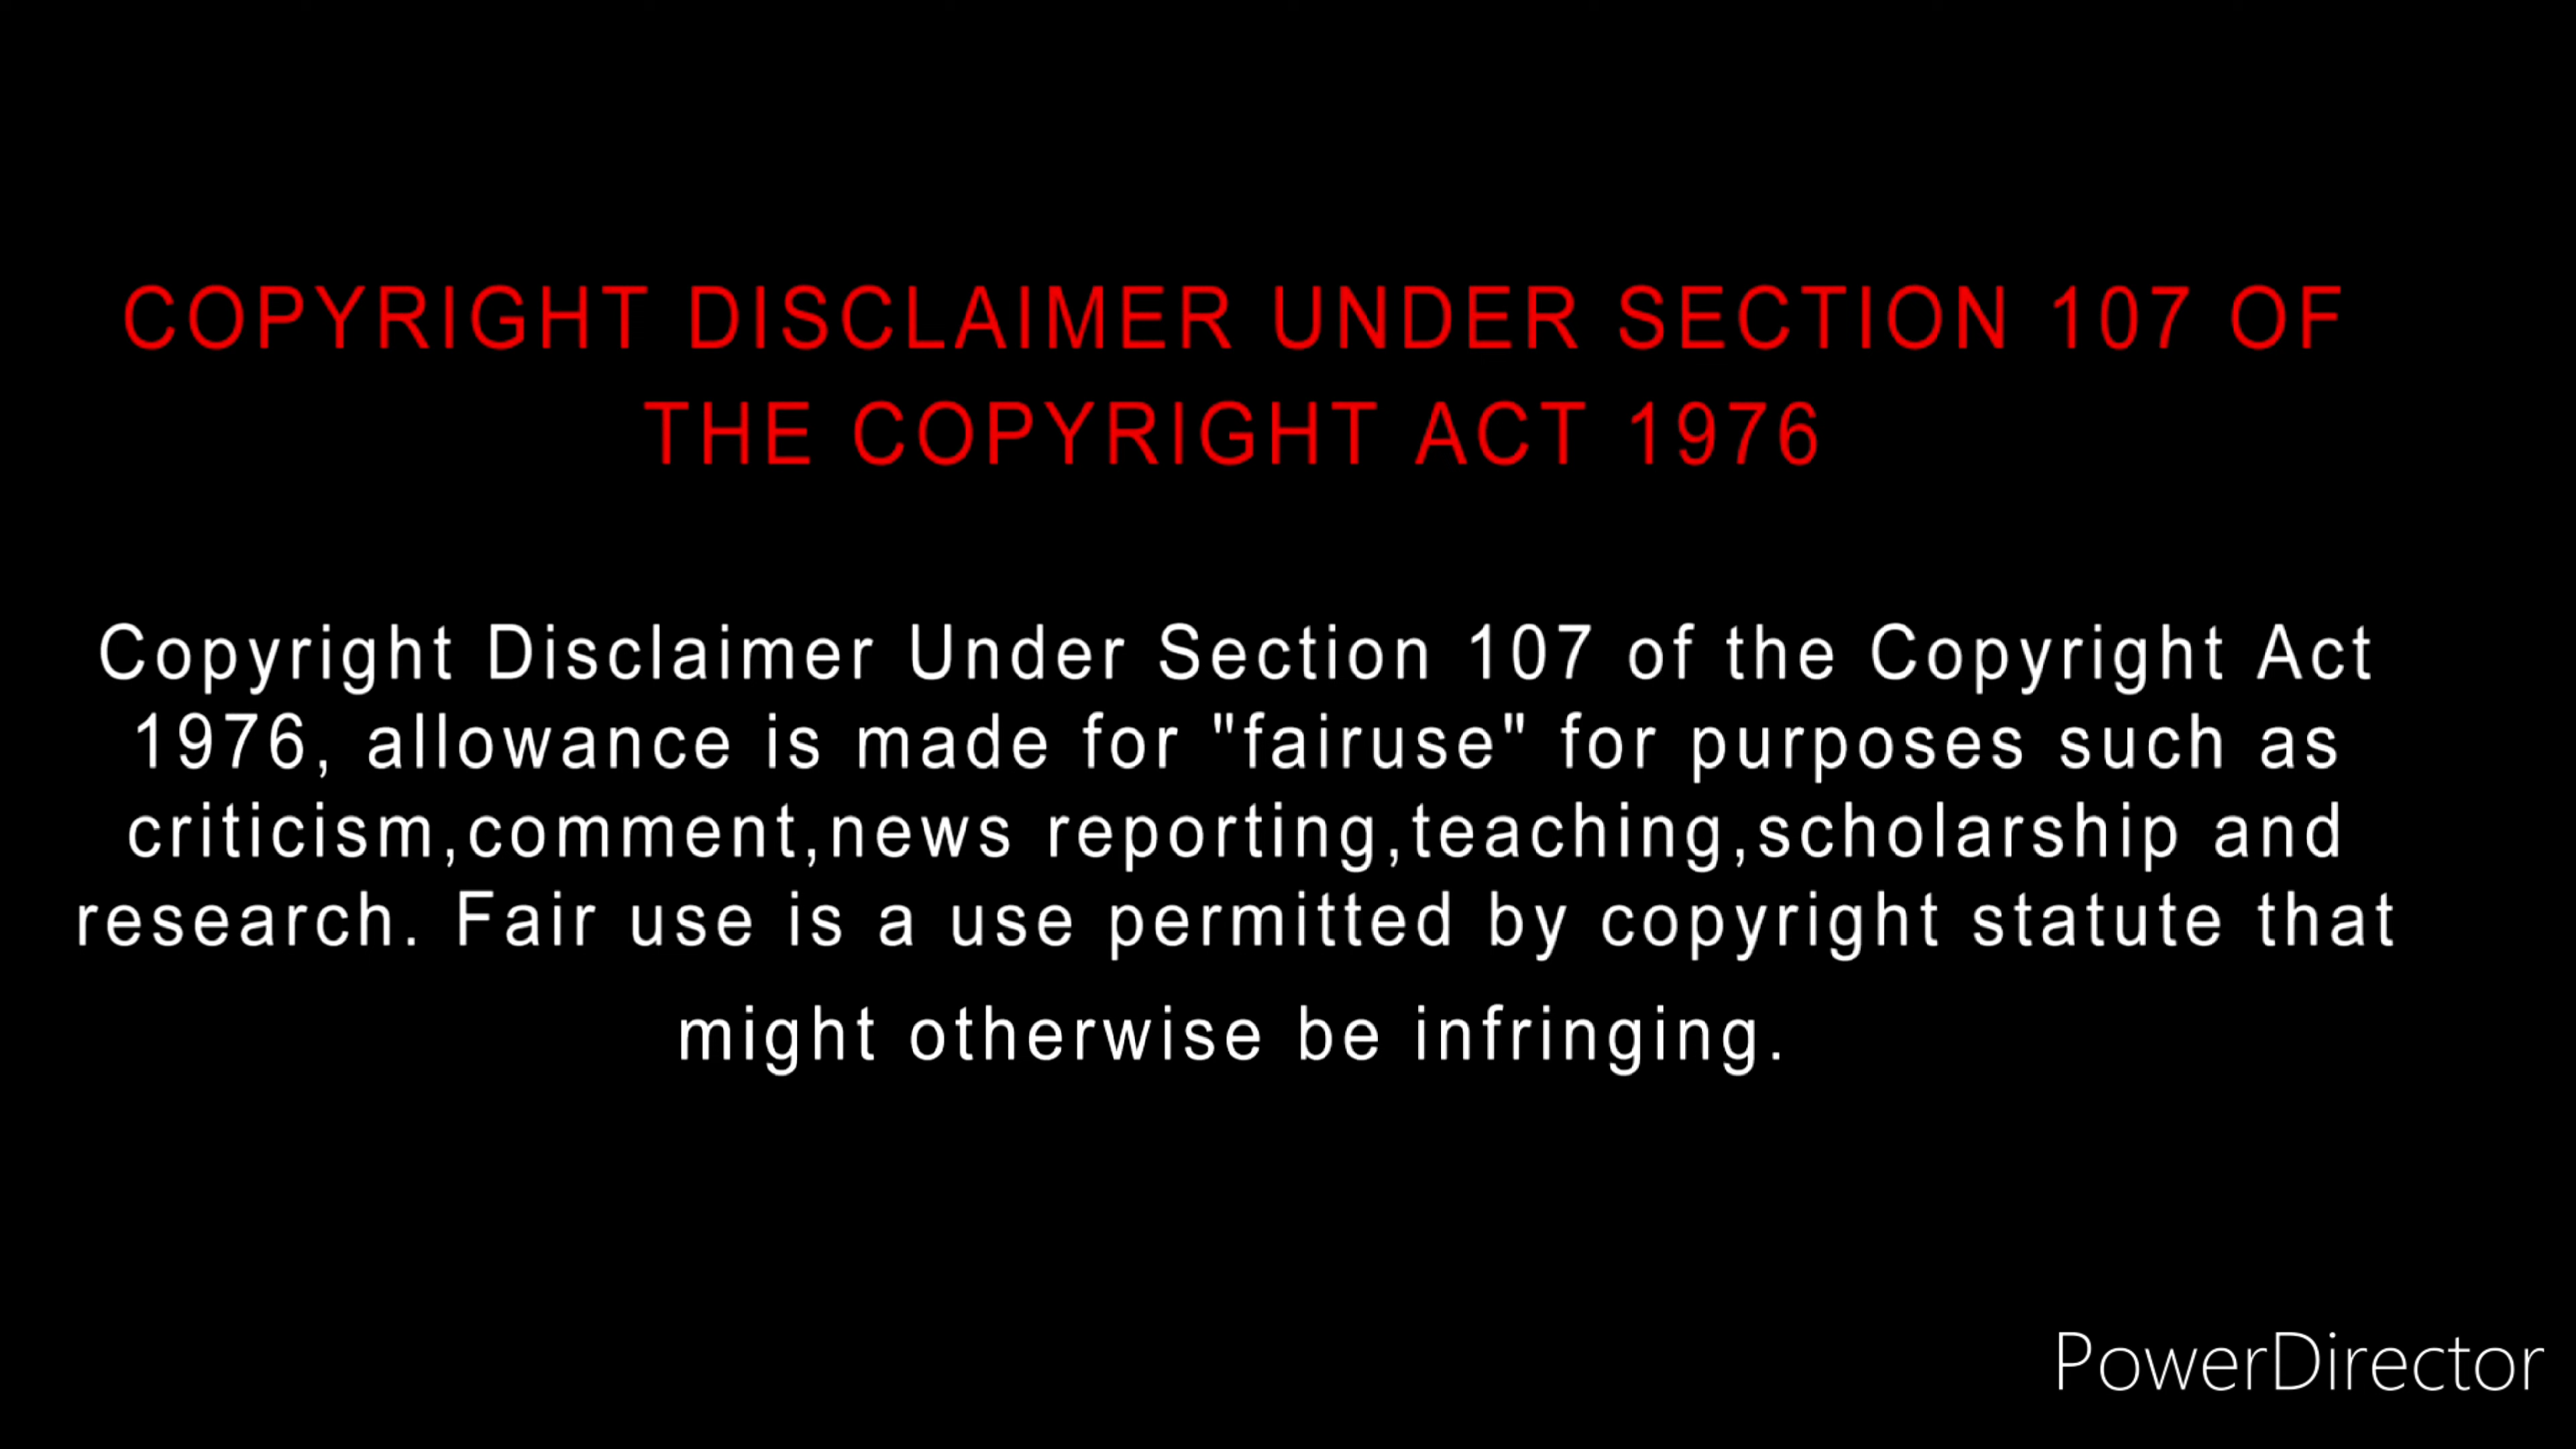 COPYRIGHT DISCLAIMER UNDER SECTION 107 OF
THE COPYRIGHT ACT 1976
Copyright Disclaimer Under Section 107 of the Copyright Act
1976, allowance is made for "fairuse" for purposes such as
criticism,comment,news reporting,teaching,scholarship and
research. Fair use is a use permitted by copyright statute that
might otherwise be infringing.
PowerDirector